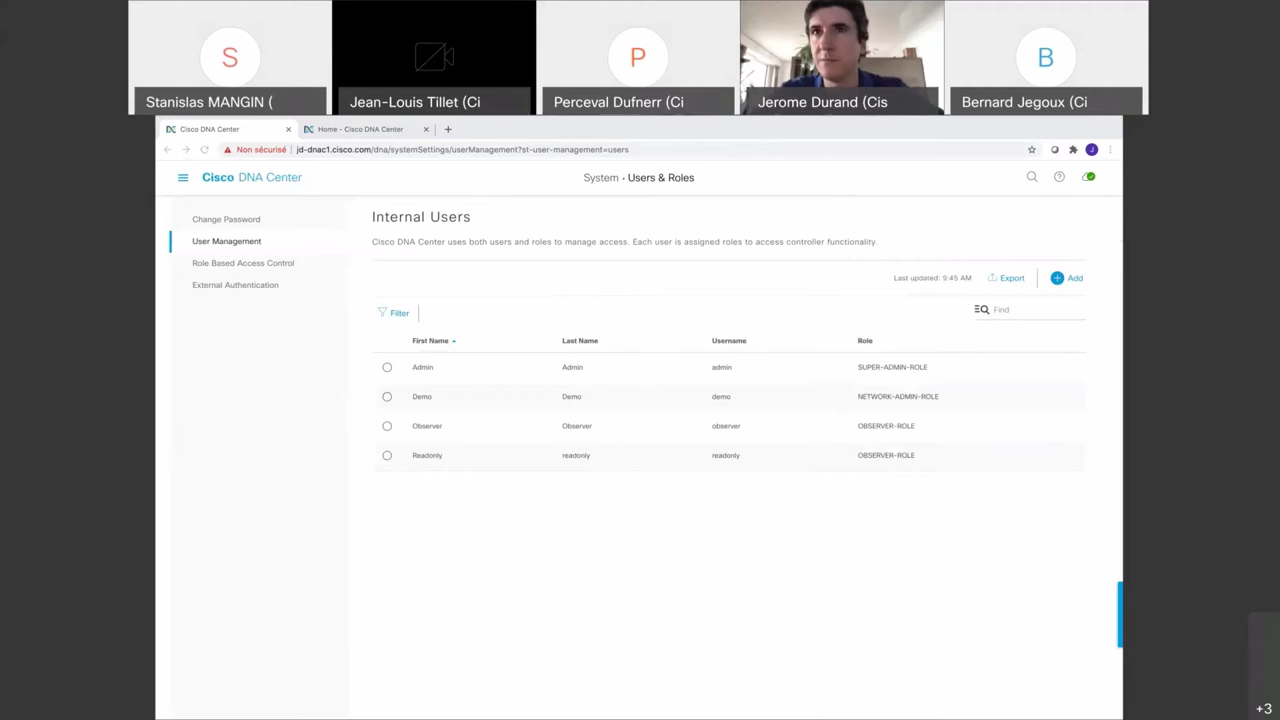 S
P
B
Stanislas MANGIN (
Jean-Louis Tillet (Ci
Perceval Dufnerr (Ci
Jerome Durand (Cis
Bernard Jegoux (Ci
Cisco DNA Center
Home - Cisco DNA Center
Non sécurisé
jd-dnac1.cisco.com/dna/systemSettings/userManagement?st-user-management=users
J
Cisco DNA Center
System · Users & Roles
Change Password
User Management
Role Based Access Control
External Authentication
Internal Users
Cisco DNA Center uses both users and roles to manage access. Each user is assigned roles to access controller functionality.
Last updated: 9:45 AM
Export
Add
Filter
Find
First Name Last Name Username Role
Admin Admin admin SUPER-ADMIN-ROLE
Demo Demo demo NETWORK-ADMIN-ROLE
Observer Observer observer OBSERVER-ROLE
Readonly readonly readonly OBSERVER-ROLE
+3